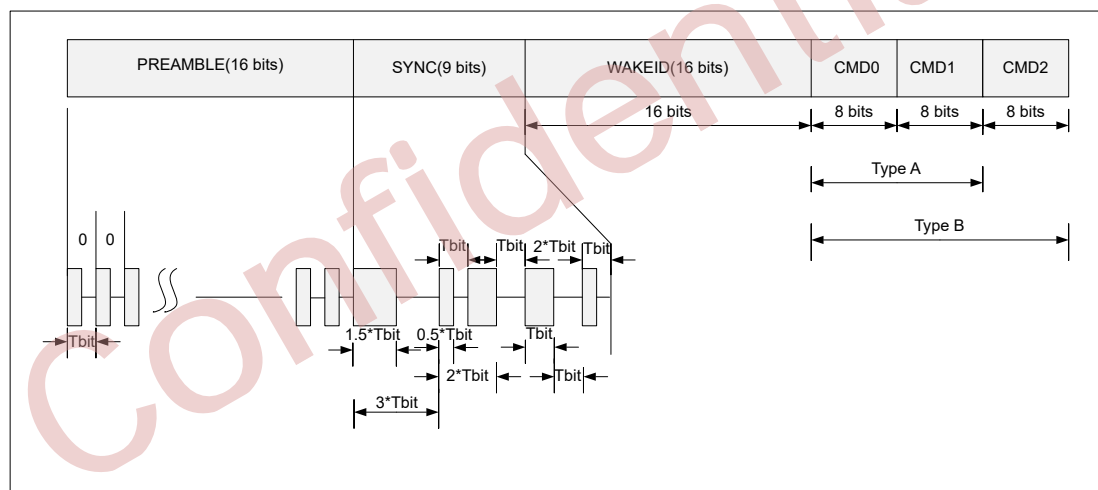 PREAMBLE(16 bits) SYNC(9 bits) WAKEID(16 bits) CMD0 CMD1 CMD2
16 bits 8 bits 8 bits 8 bits
Type A
Type B
0 0
Tbit Tbit 2*Tbit Tbit
Tbit 1.5*Tbit 0.5*Tbit Tbit
2*Tbit Tbit
3*Tbit
Confidential